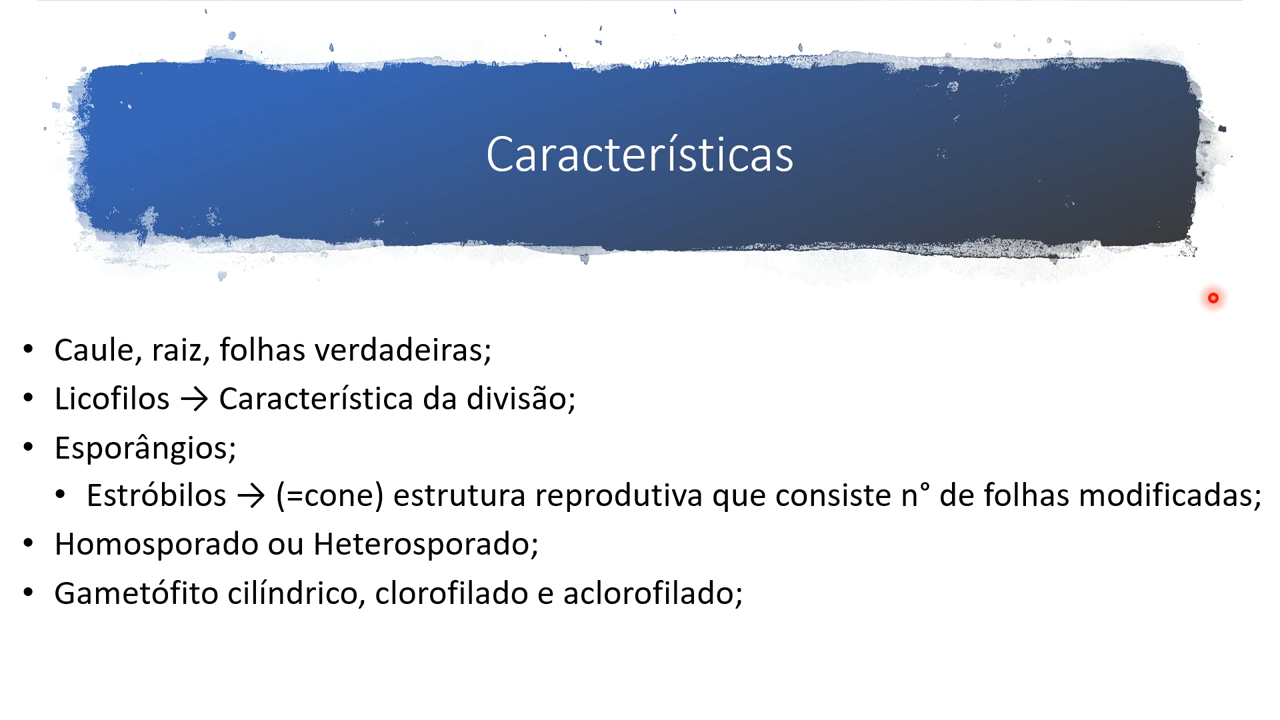 Características
• Caule, raiz, folhas verdadeiras;
• Licofilos → Característica da divisão;
• Esporângios;
• Estróbilos → (=cone) estrutura reprodutiva que consiste n° de folhas modificadas;
• Homosporado ou Heterosporado;
• Gametófito cilíndrico, clorofilado e aclorofilado;